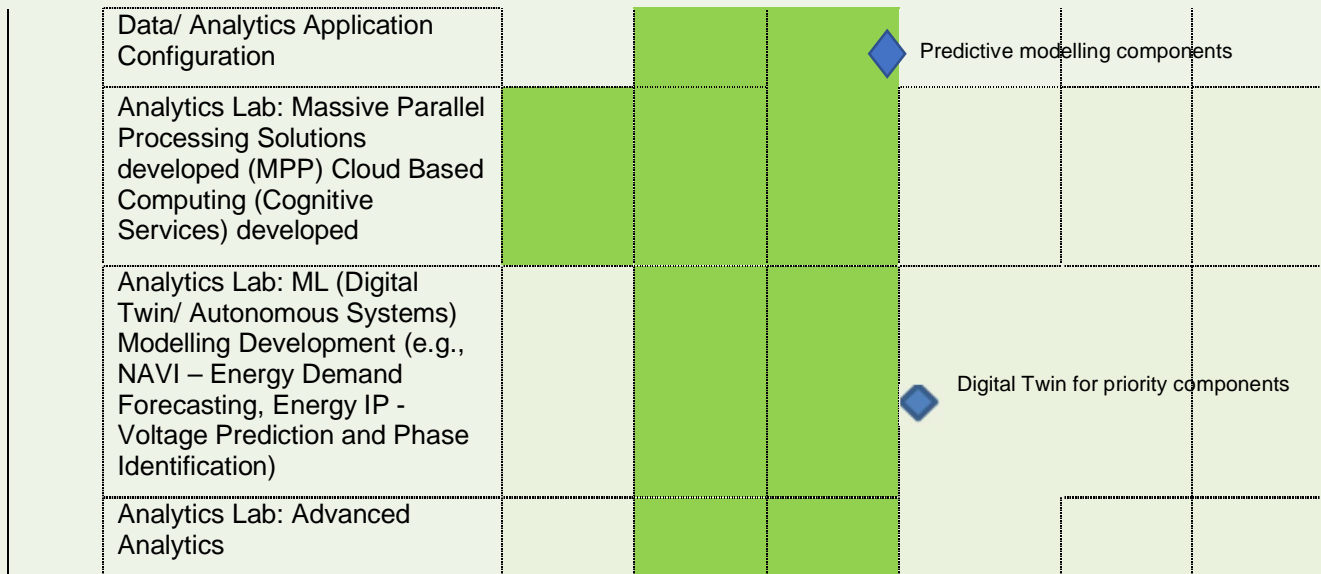 Data/ Analytics Application
Configuration
Predictive modelling components
Analytics Lab: Massive Parallel
Processing Solutions
developed (MPP) Cloud Based
Computing (Cognitive
Services) developed
Analytics Lab: ML (Digital
Twin/ Autonomous Systems)
Modelling Development (e.g.,
NAVI – Energy Demand
Forecasting, Energy IP -
Voltage Prediction and Phase
Identification)
Digital Twin for priority components
Analytics Lab: Advanced
Analytics